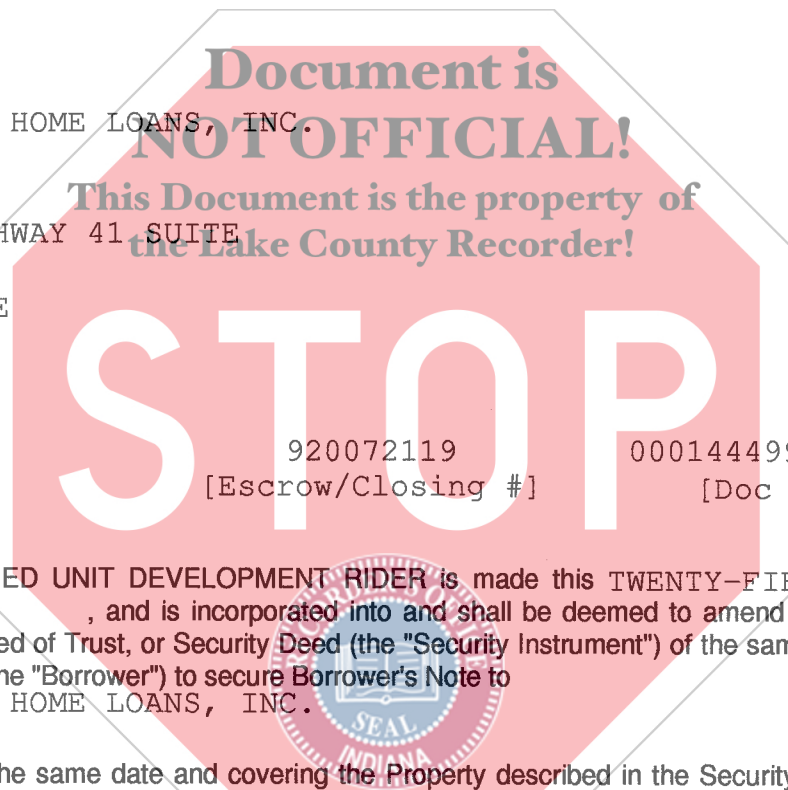 Document is
HOME LOANS, INC.
NOT OFFICIAL!
This Document is the property of
HWAY 41 SUITE
the Lake County Recorder!
E
STOP
920072119 00014449
[Escrow/Closing #] [Doc
ED UNIT DEVELOPMENT RIDER is made this TWENTY-FI
, and is incorporated into and shall be deemed to amend
ed of Trust, or Security Deed (the "Security Instrument") of the sam
he "Borrower") to secure Borrower's Note to
HOME LOANS, INC.
SEAL
INDIANA
he same date and covering the Property described in the Security